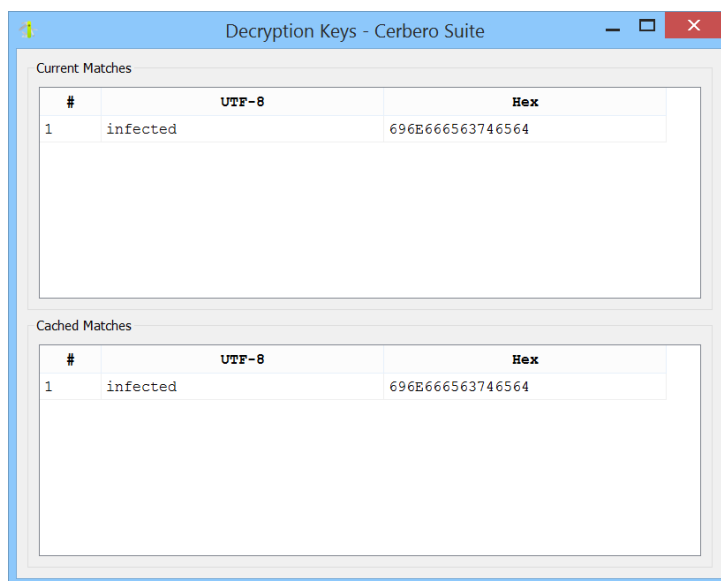 Decryption Keys - Cerbero Suite
Current Matches
# UTF-8 Hex
1 infected 696E666563746564
Cached Matches
# UTF-8 Hex
1 infected 696E666563746564